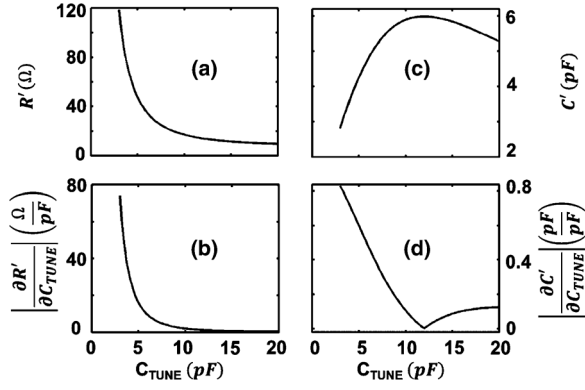 120
80
40
0
R′(Ω)
(a)
(c)
6
4
2
C′(pF)
80
40
0
|∂R′/∂C_TUNE| (Ω/pF)
(b)
(d)
0.8
0.4
0
|∂C′/∂C_TUNE| (pF/pF)
0 5 10 15 20
0 5 10 15 20
C_TUNE (pF)
C_TUNE (pF)